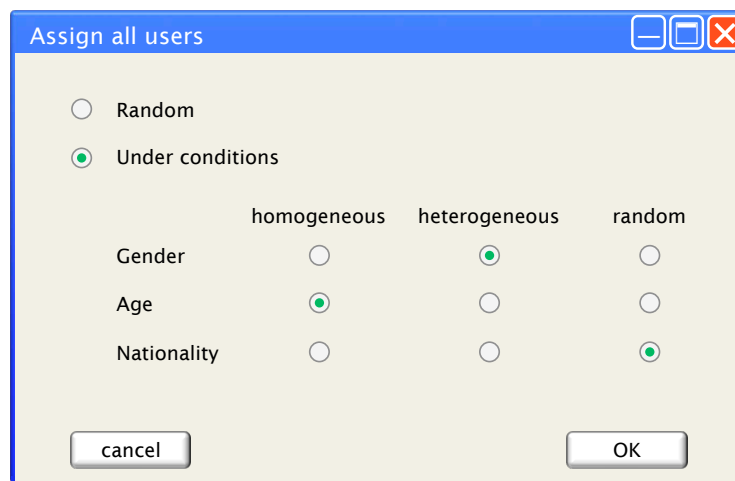 Assign all users
Random
Under conditions
homogeneous heterogeneous random
Gender
Age
Nationality
cancel OK